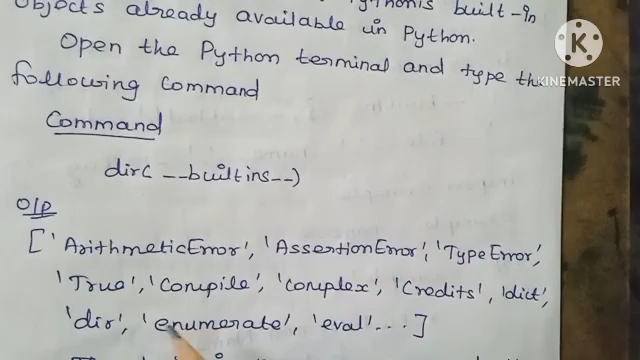 objects already available in Python.
Open the Python terminal and type the
following command
Command
dir( __builtins__)
O/P
['ArithmeticError', 'AssertionError', 'TypeError',
'True', 'Compile', 'Complex', 'Credits', 'dict',
'dir', 'enumerate', 'eval'....]
KINEMASTER